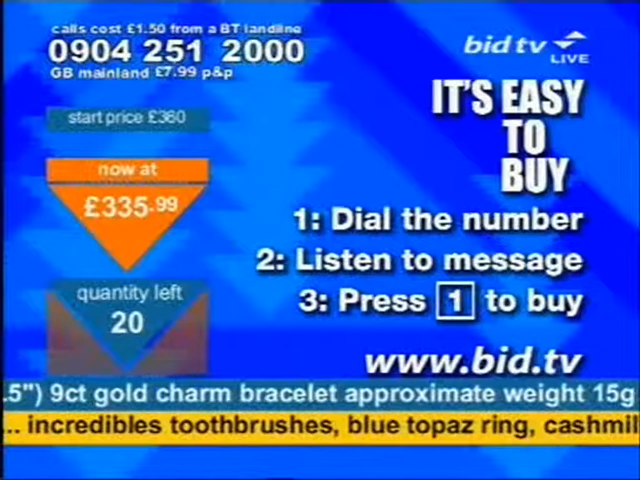 calls cost £1.50 from a BT landline
0904 251 2000
GB mainland £7.99 p&p
bid tv
LIVE
start price £360
now at
£335.99
quantity left
20
IT'S EASY
TO
BUY
1: Dial the number
2: Listen to message
3: Press 1 to buy
www.bid.tv
.5") 9ct gold charm bracelet approximate weight 15g
... incredibles toothbrushes, blue topaz ring, cashmil